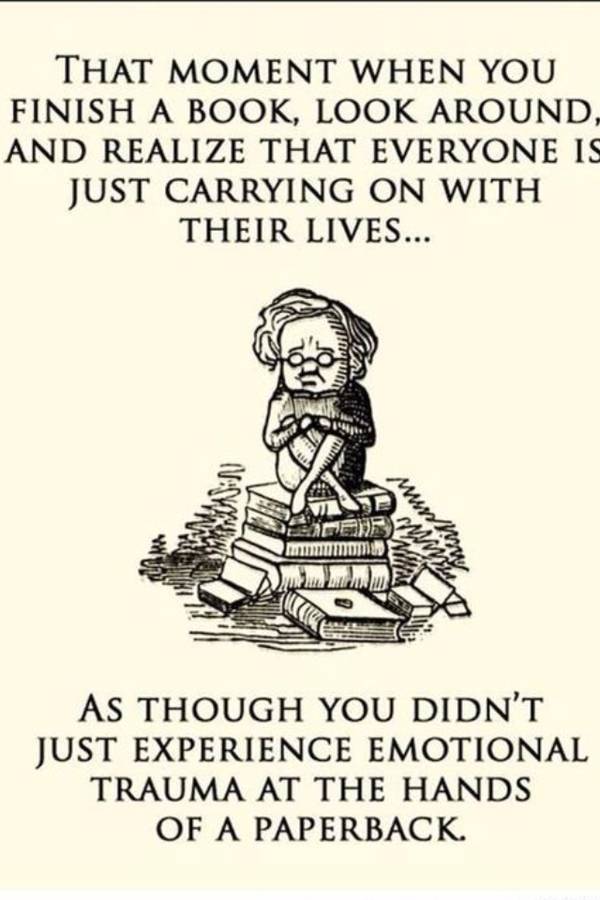 THAT MOMENT WHEN YOU
FINISH A BOOK, LOOK AROUND,
AND REALIZE THAT EVERYONE IS
JUST CARRYING ON WITH
THEIR LIVES...
AS THOUGH YOU DIDN'T
JUST EXPERIENCE EMOTIONAL
TRAUMA AT THE HANDS
OF A PAPERBACK.